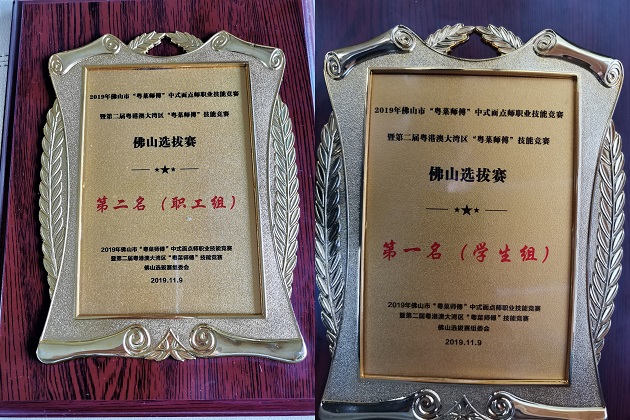 2019年佛山市“粤菜师傅”中式面点师职业技能竞赛
暨第二届粤港澳大湾区“粤菜师傅”技能竞赛
佛山选拔赛
第二名（职工组）
2019年佛山市“粤菜师傅”中式面点师职业技能竞赛
暨第二届粤港澳大湾区“粤菜师傅”技能竞赛
佛山选拔赛组委会
2019.11.9
2019年佛山市“粤菜师傅”中式面点师职业技能竞赛
暨第二届粤港澳大湾区“粤菜师傅”技能竞赛
佛山选拔赛
第一名（学生组）
2019年佛山市“粤菜师傅”中式面点师职业技能竞赛
暨第二届粤港澳大湾区“粤菜师傅”技能竞赛
佛山选拔赛组委会
2019.11.9